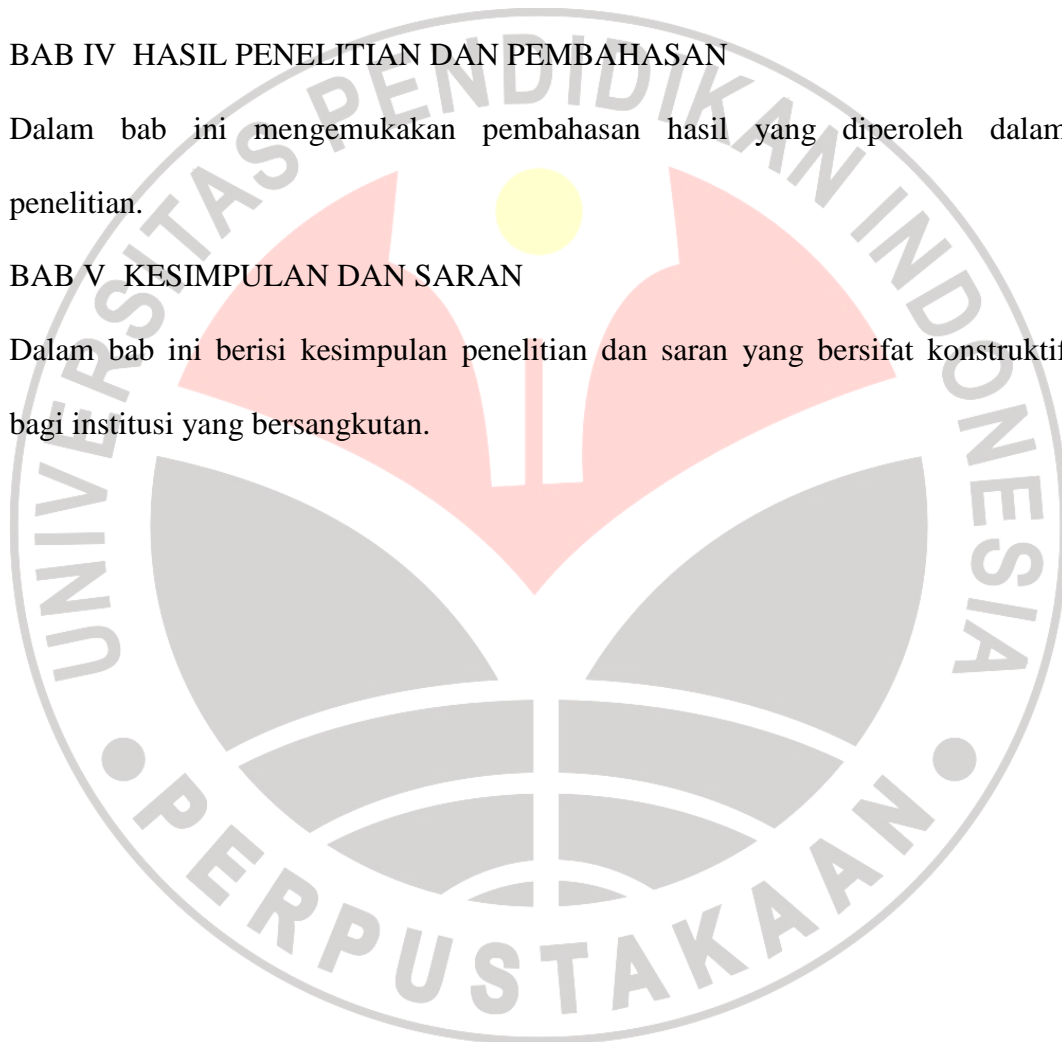 BAB IV HASIL PENELITIAN DAN PEMBAHASAN
Dalam bab ini mengemukakan pembahasan hasil yang diperoleh dalam
penelitian.
BAB V KESIMPULAN DAN SARAN
Dalam bab ini berisi kesimpulan penelitian dan saran yang bersifat konstruktif
bagi institusi yang bersangkutan.
UNIVERSITAS PENDIDIKAN INDONESIA
PERPUSTAKAAN